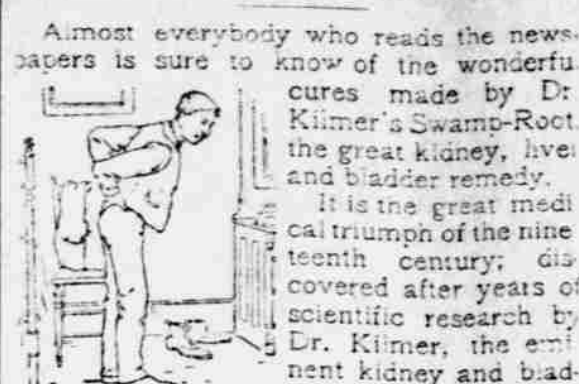 Almost everybody who reads the news-
papers is sure to know of the wonderfu
cures made by Dr.
Kilmer's Swamp-Root,
the great kidney, liver
and bladder remedy.
It is the great medi
cal triumph of the nine
teenth century; dis
covered after years of
scientific research by
Dr. Kilmer, the emi
nent kidney and blad